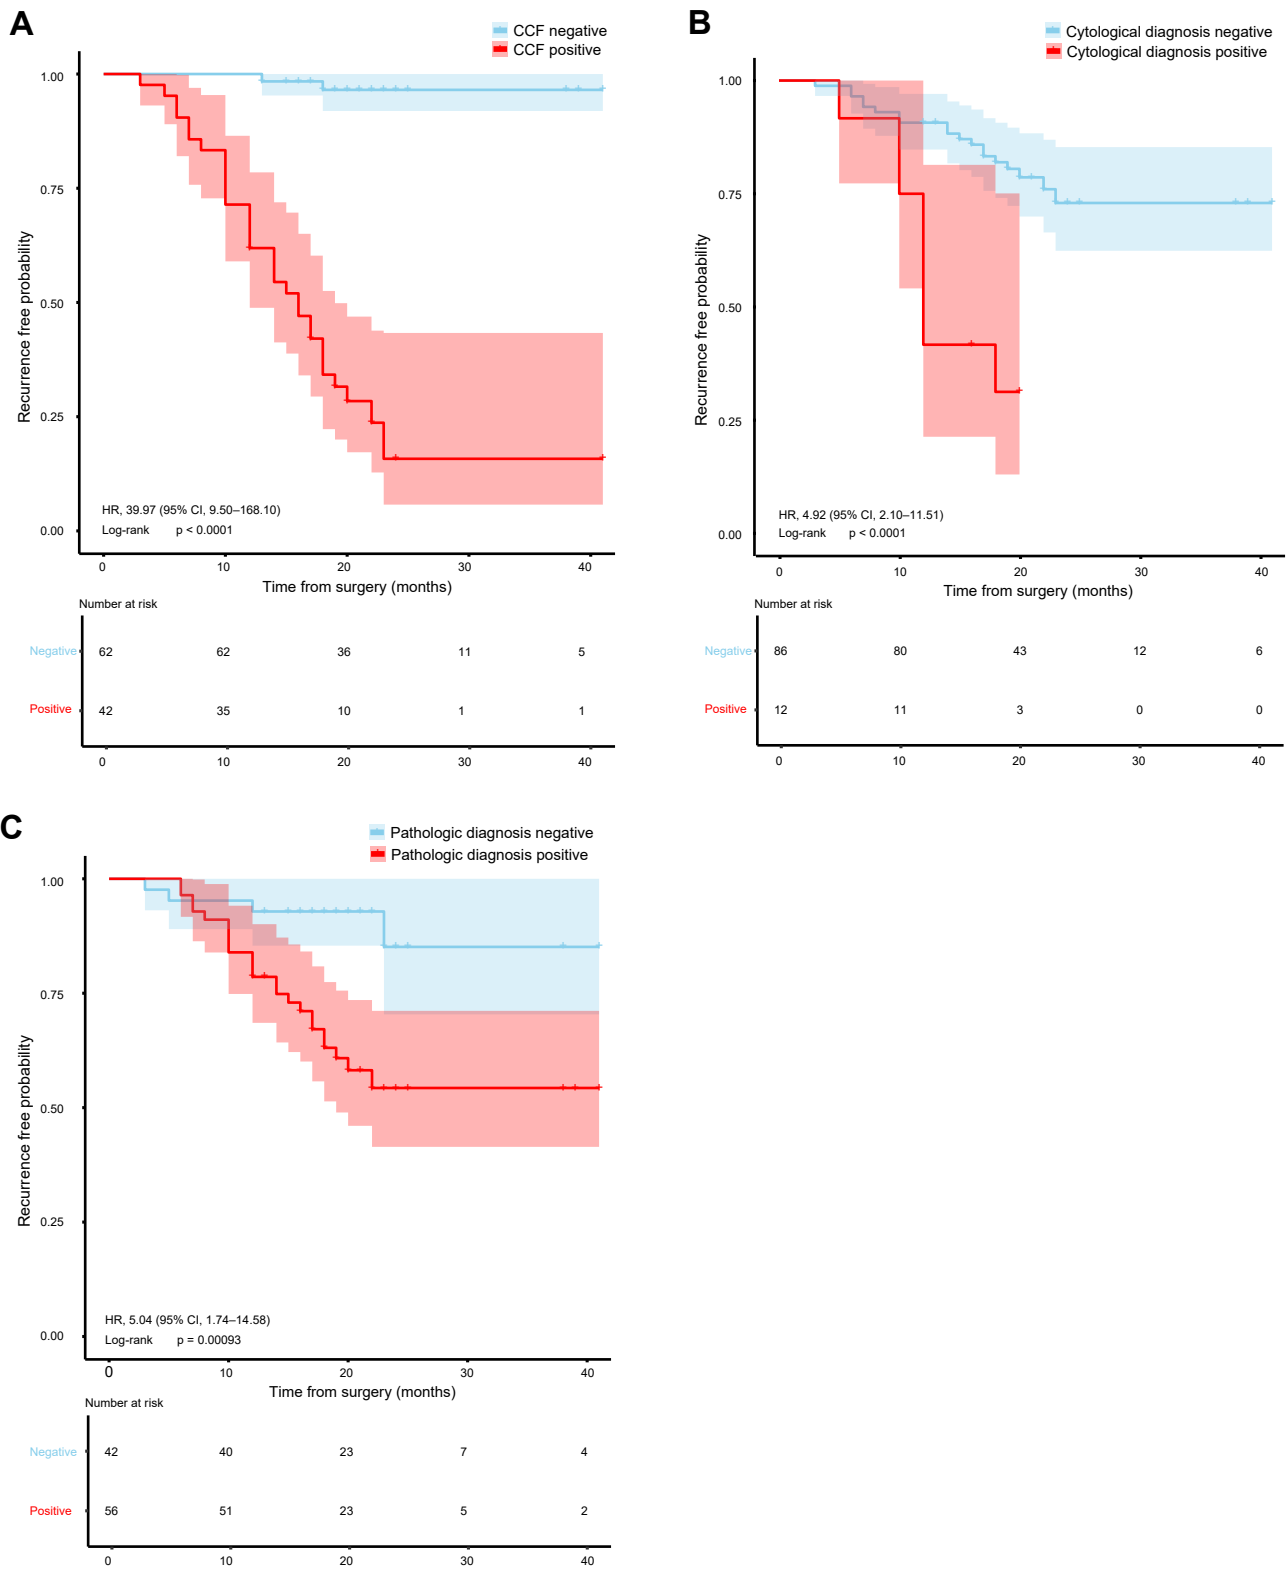 A
CCF negative
CCF positive
1.00
0.75
0.50
0.25
0.00
Recurrence free probability
HR, 39.97 (95% CI, 9.50–168.10)
Log-rank p < 0.0001
0 10 20 30 40
Time from surgery (months)
Number at risk
Negative 62 62 36 11 5
Positive 42 35 10 1 1
0 10 20 30 40
B
Cytological diagnosis negative
Cytological diagnosis positive
1.00
0.75
0.50
0.25
0.00
Recurrence free probability
HR, 4.92 (95% CI, 2.10–11.51)
Log-rank p < 0.0001
0 10 20 30 40
Time from surgery (months)
Number at risk
Negative 86 80 43 12 6
Positive 12 11 3 0 0
0 10 20 30 40
C
Pathologic diagnosis negative
Pathologic diagnosis positive
1.00
0.75
0.50
0.25
0.00
Recurrence free probability
HR, 5.04 (95% CI, 1.74–14.58)
Log-rank p = 0.00093
0 10 20 30 40
Time from surgery (months)
Number at risk
Negative 42 40 23 7 4
Positive 56 51 23 5 2
0 10 20 30 40